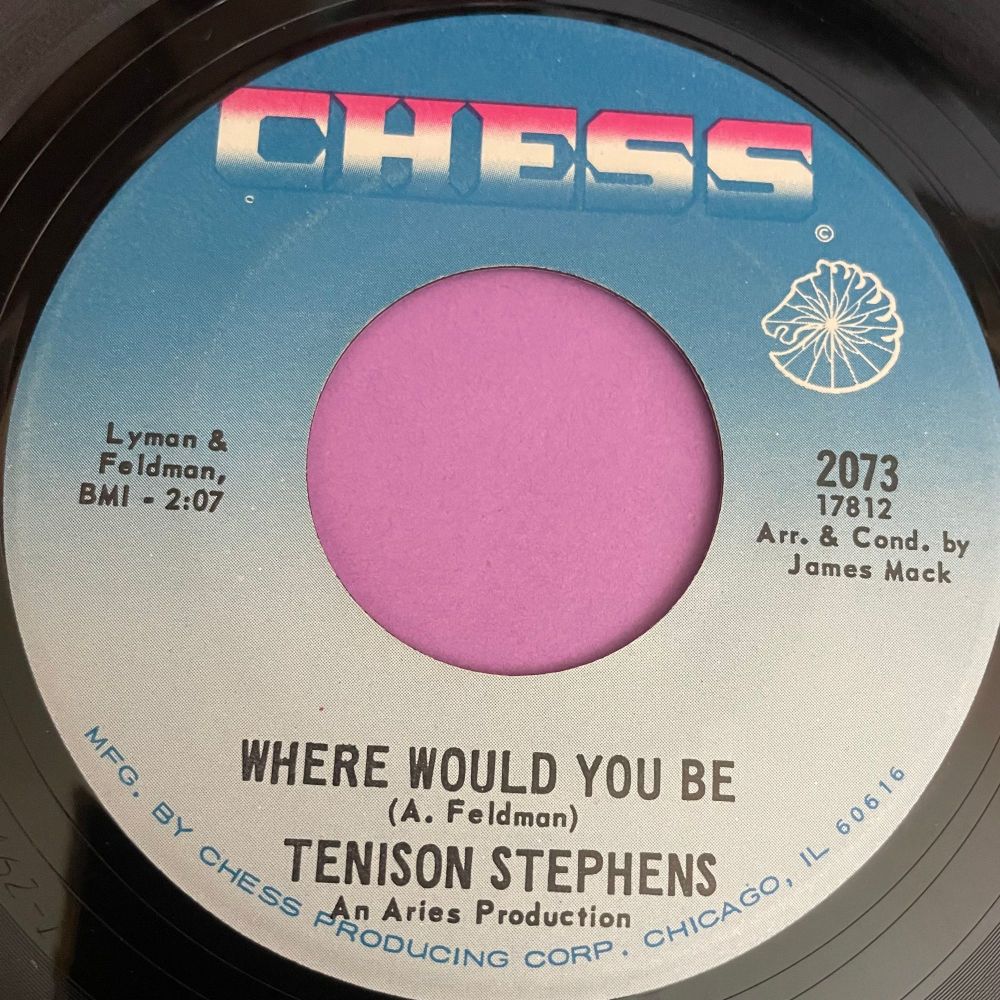 CHESS
©
Lyman &
Feldman,
BMI - 2:07
2073
17812
Arr. & Cond. by
James Mack
WHERE WOULD YOU BE
(A. Feldman)
TENISON STEPHENS
An Aries Production
MFG. BY CHESS PRODUCING CORP. CHICAGO, IL 60616